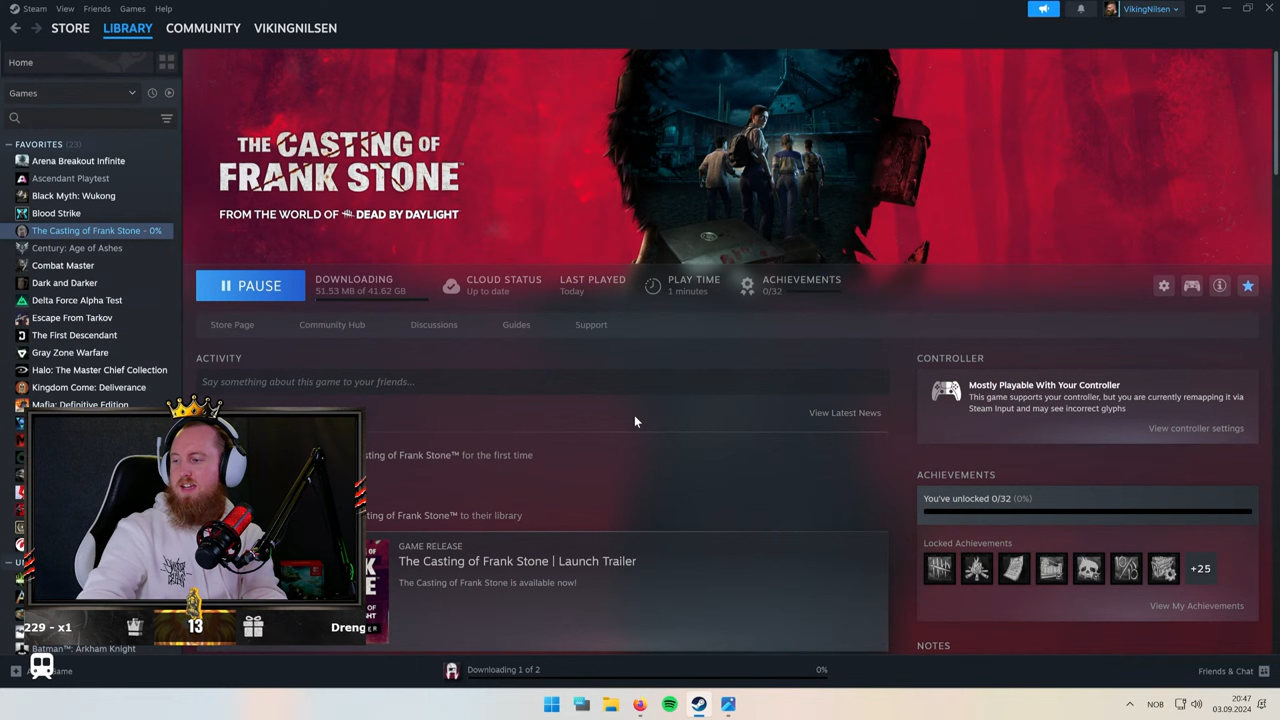 Steam View Friends Games Help
VikingNilsen
STORE LIBRARY COMMUNITY VIKINGNILSEN
Home
Games
FAVORITES (23)
Arena Breakout Infinite
Ascendant Playtest
Black Myth: Wukong
Blood Strike
The Casting of Frank Stone - 0%
Century: Age of Ashes
Combat Master
Dark and Darker
Delta Force Alpha Test
Escape From Tarkov
The First Descendant
Gray Zone Warfare
Halo: The Master Chief Collection
Kingdom Come: Deliverance
Mafia: Definitive Edition
Batman™: Arkham Knight
THE CASTING OF
FRANK STONE™
FROM THE WORLD OF DEAD BY DAYLIGHT
PAUSE
DOWNLOADING
51.53 MB of 41.62 GB
CLOUD STATUS
Up to date
LAST PLAYED
Today
PLAY TIME
1 minutes
ACHIEVEMENTS
0/32
Store Page Community Hub Discussions Guides Support
ACTIVITY
Say something about this game to your friends...
View Latest News
sting of Frank Stone™ for the first time
ting of Frank Stone™ to their library
GAME RELEASE
The Casting of Frank Stone | Launch Trailer
The Casting of Frank Stone is available now!
CONTROLLER
Mostly Playable With Your Controller
This game supports your controller, but you are currently remapping it via
Steam Input and may see incorrect glyphs
View controller settings
ACHIEVEMENTS
You've unlocked 0/32 (0%)
Locked Achievements
+25
View My Achievements
NOTES
229 - x1
13
Dreng
Downloading 1 of 2
0%
Friends & Chat
NOB
20:47
03.09.2024